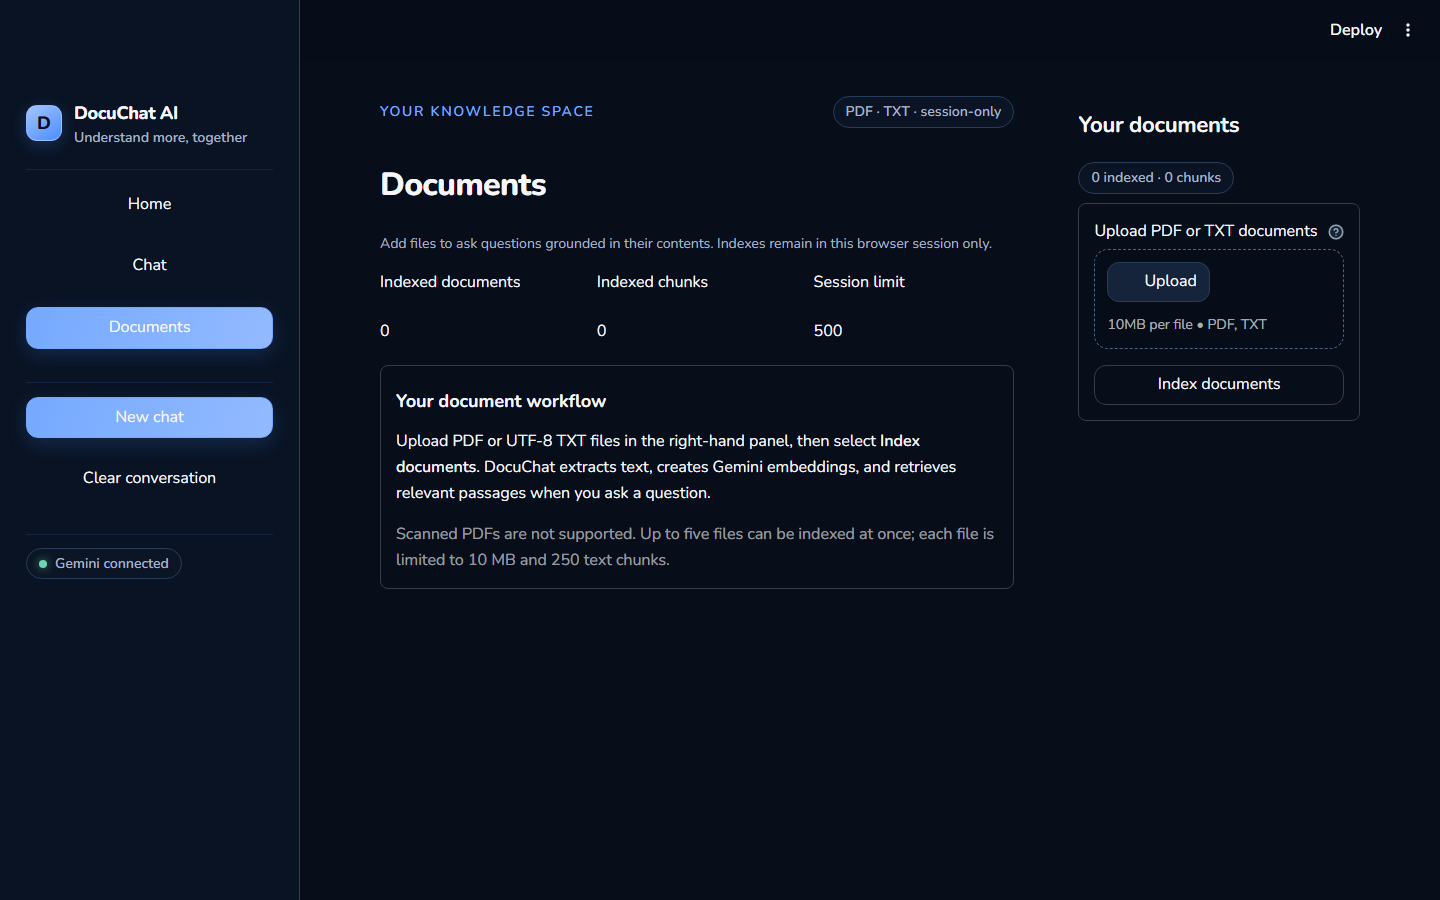 Deploy
D
DocuChat AI
Understand more, together
Home
Chat
Documents
New chat
Clear conversation
Gemini connected
YOUR KNOWLEDGE SPACE
PDF · TXT · session-only
Documents
Add files to ask questions grounded in their contents. Indexes remain in this browser session only.
Indexed documents
0
Indexed chunks
0
Session limit
500
Your document workflow
Upload PDF or UTF-8 TXT files in the right-hand panel, then select Index
documents. DocuChat extracts text, creates Gemini embeddings, and retrieves
relevant passages when you ask a question.
Scanned PDFs are not supported. Up to five files can be indexed at once; each file is
limited to 10 MB and 250 text chunks.
Your documents
0 indexed · 0 chunks
Upload PDF or TXT documents
Upload
10MB per file • PDF, TXT
Index documents